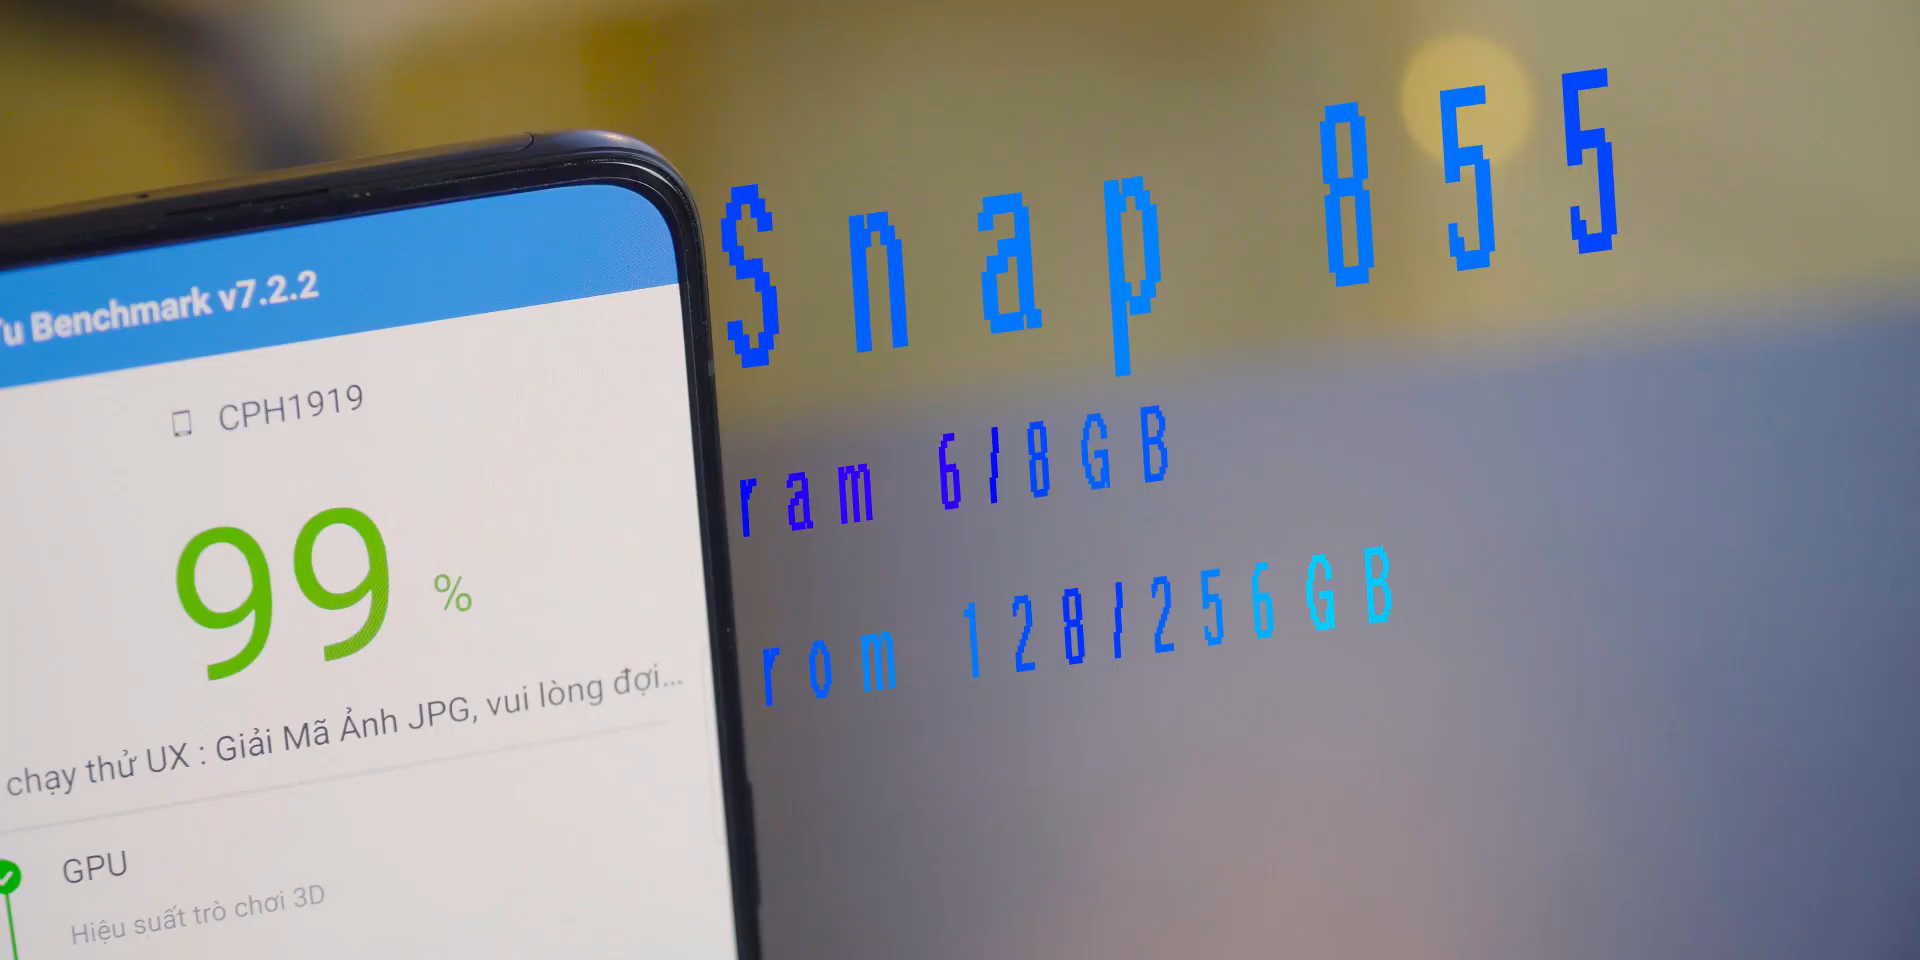 Tu Benchmark v7.2.2
CPH1919
99 %
chạy thử UX : Giải Mã Ảnh JPG, vui lòng đợi...
GPU
Hiệu suất trò chơi 3D
Snap 855
ram 6/8GB
rom 128/256GB